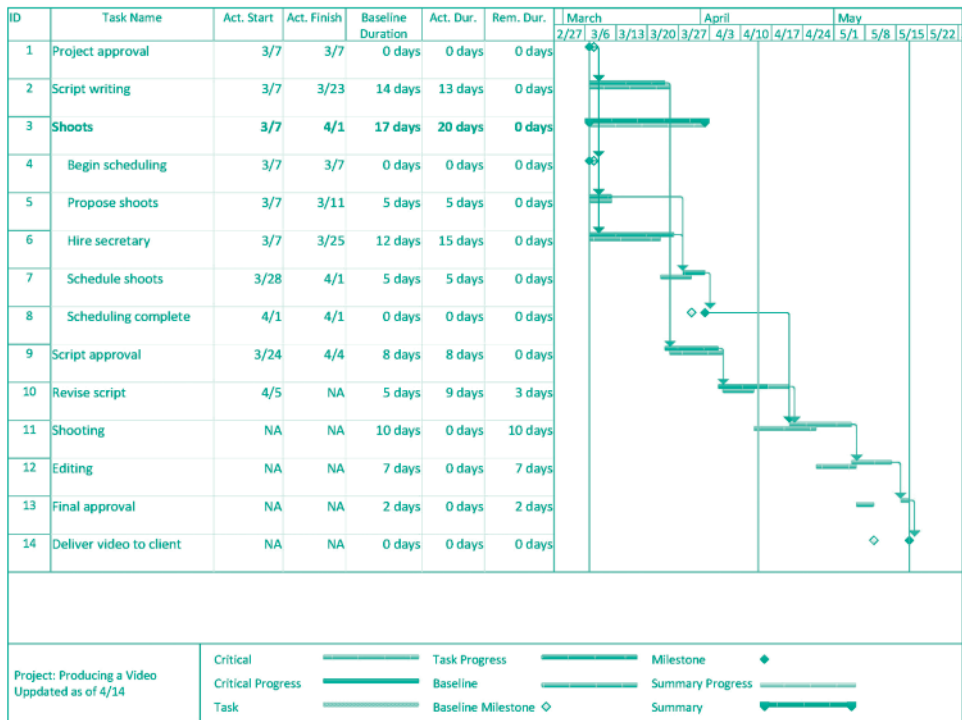 ID Task Name Act. Start Act. Finish Baseline Duration Act. Dur. Rem. Dur. March April May
2/27 3/6 3/13 3/20 3/27 4/3 4/10 4/17 4/24 5/1 5/8 5/15 5/22
1 Project approval 3/7 3/7 0 days 0 days 0 days
2 Script writing 3/7 3/23 14 days 13 days 0 days
3 Shoots 3/7 4/1 17 days 20 days 0 days
4 Begin scheduling 3/7 3/7 0 days 0 days 0 days
5 Propose shoots 3/7 3/11 5 days 5 days 0 days
6 Hire secretary 3/7 3/25 12 days 15 days 0 days
7 Schedule shoots 3/28 4/1 5 days 5 days 0 days
8 Scheduling complete 4/1 4/1 0 days 0 days 0 days
9 Script approval 3/24 4/4 8 days 8 days 0 days
10 Revise script 4/5 NA 5 days 9 days 3 days
11 Shooting NA NA 10 days 0 days 10 days
12 Editing NA NA 7 days 0 days 7 days
13 Final approval NA NA 2 days 0 days 2 days
14 Deliver video to client NA NA 0 days 0 days 0 days
Project: Producing a Video
Uppdated as of 4/14
Critical Task Progress Milestone
Critical Progress Baseline Summary Progress
Task Baseline Milestone Summary